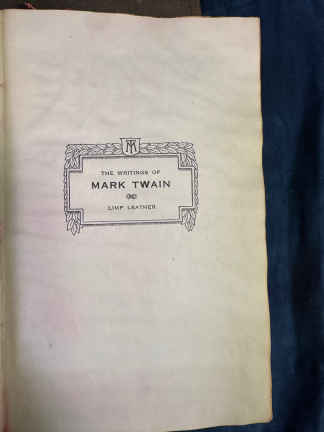 THE WRITINGS OF
MARK TWAIN
LIMP LEATHER